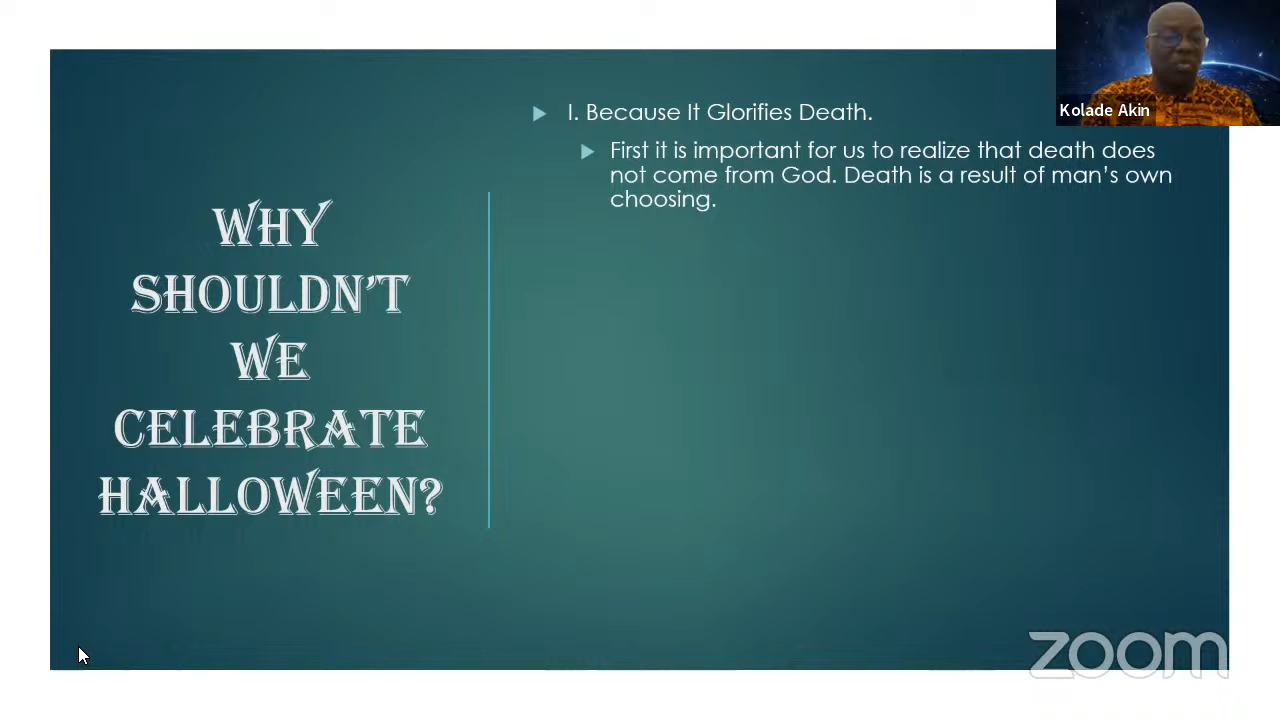 WHY
SHOULDN'T
WE
CELEBRATE
HALLOWEEN?
I. Because It Glorifies Death.
First it is important for us to realize that death does
not come from God. Death is a result of man's own
choosing.
Kolade Akin
zoom